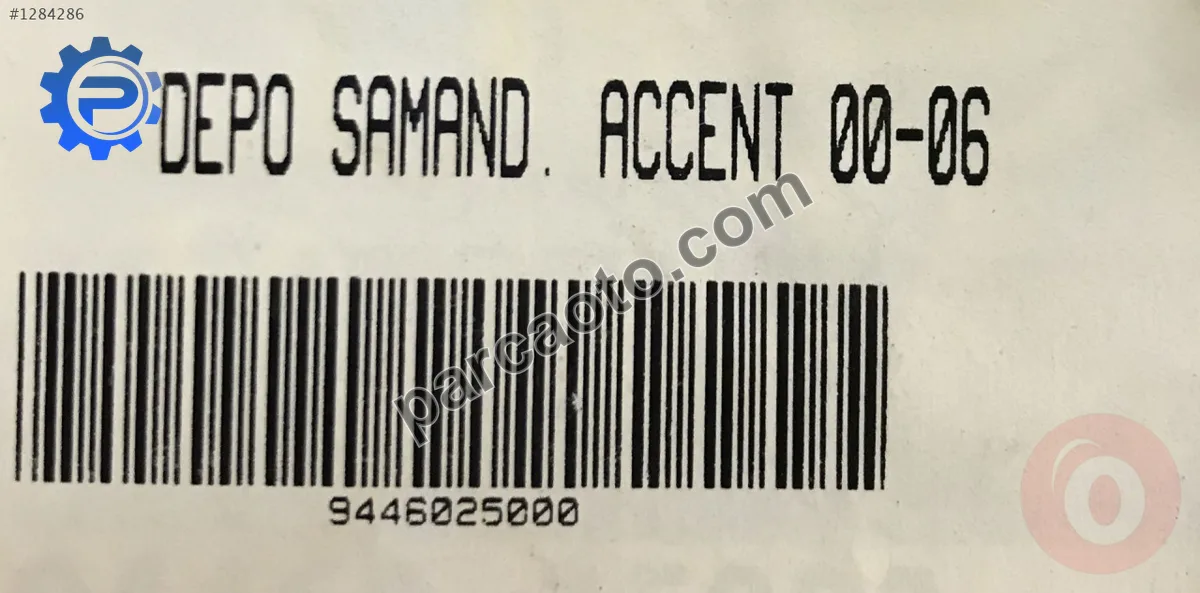 #1284286
DEPO SAMAND. ACCENT 00-06
parcaoto.com
9446025000